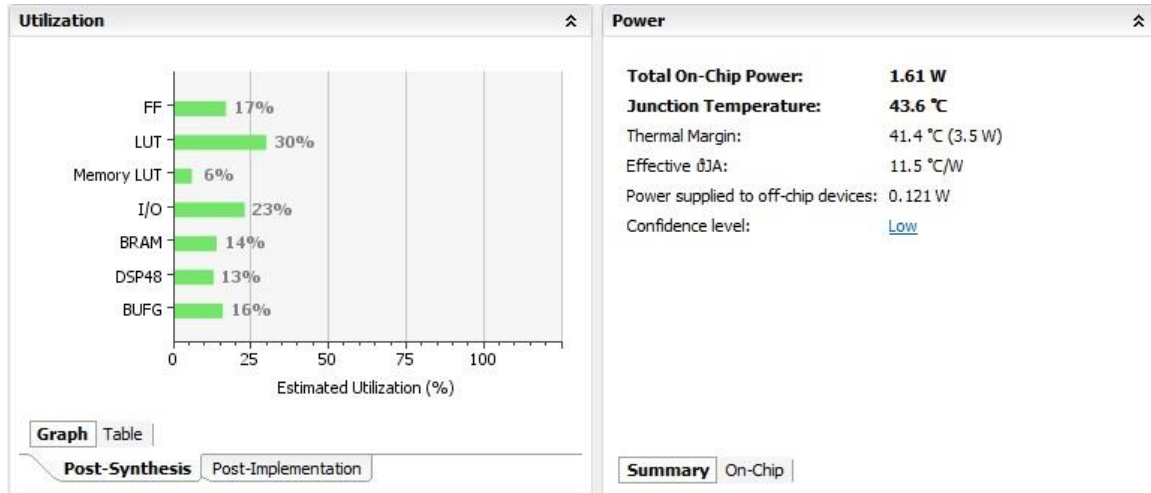 Utilization
FF 17%
LUT 30%
Memory LUT 6%
I/O 23%
BRAM 14%
DSP48 13%
BUFG 16%
0 25 50 75 100
Estimated Utilization (%)
Graph Table
Post-Synthesis Post-Implementation
Power
Total On-Chip Power: 1.61 W
Junction Temperature: 43.6 °C
Thermal Margin: 41.4 °C (3.5 W)
Effective ϑJA: 11.5 °C/W
Power supplied to off-chip devices: 0.121 W
Confidence level: Low
Summary On-Chip